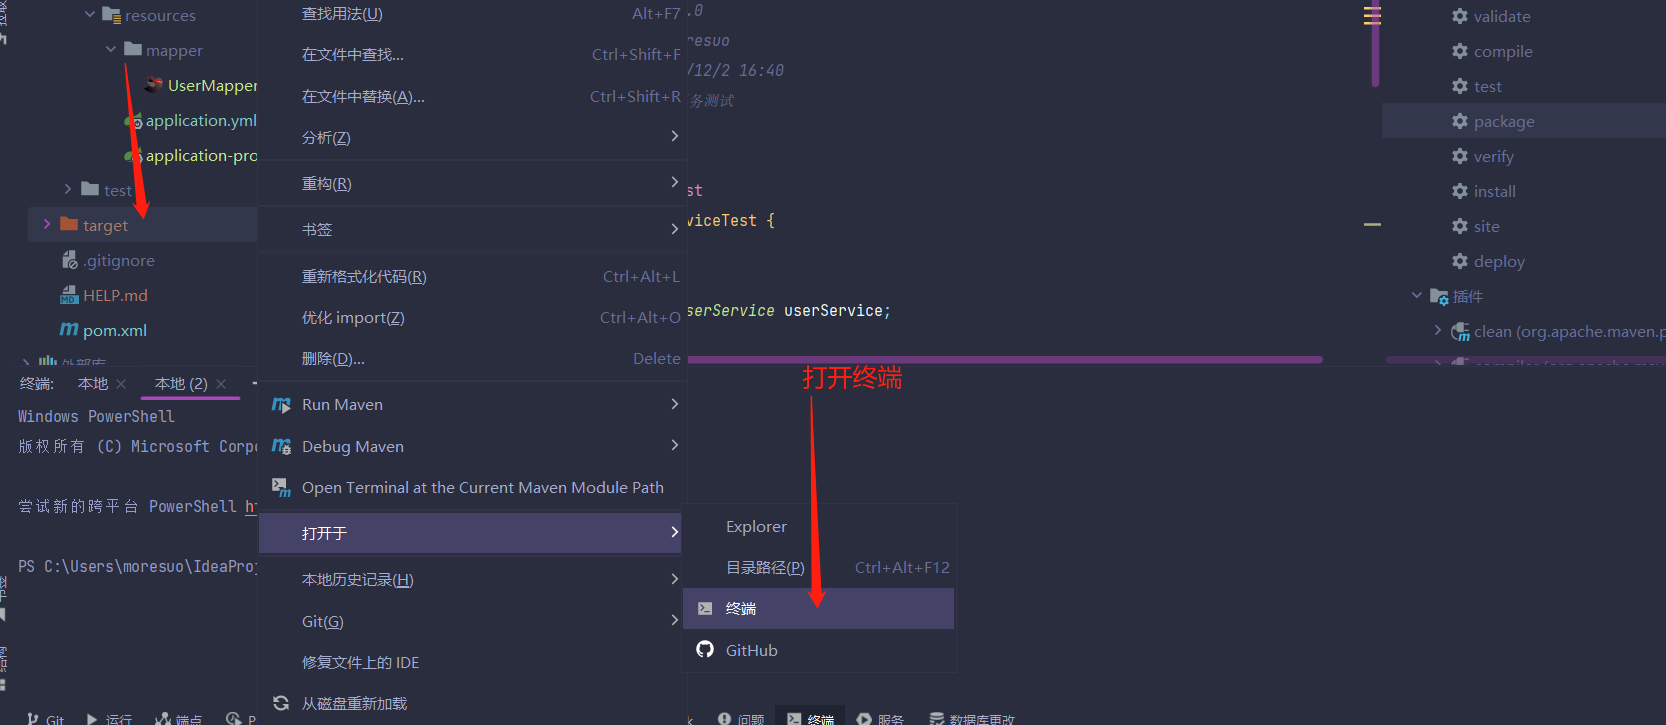 resources
mapper
UserMapper
application.yml
application-pro
test
target
.gitignore
HELP.md
pom.xml
外部库
终端:
本地
本地 (2)
Windows PowerShell
版权所有 (C) Microsoft Corpo
尝试新的跨平台 PowerShell ht
PS C:\Users\moresuo\IdeaProj
查找用法(U) Alt+F7
在文件中查找... Ctrl+Shift+F
在文件中替换(A)... Ctrl+Shift+R
分析(Z)
重构(R)
书签
重新格式化代码(R) Ctrl+Alt+L
优化 import(Z) Ctrl+Alt+O
删除(D)... Delete
Run Maven
Debug Maven
Open Terminal at the Current Maven Module Path
打开于
本地历史记录(H)
Git(G)
修复文件上的 IDE
从磁盘重新加载
Explorer
目录路径(P) Ctrl+Alt+F12
终端
GitHub
.0
resuo
/12/2 16:40
务测试
st
viceTest {
serService userService;
打开终端
validate
compile
test
package
verify
install
site
deploy
插件
clean (org.apache.maven.p
Git
运行
端点
P
k
问题
终端
服务
数据库更改